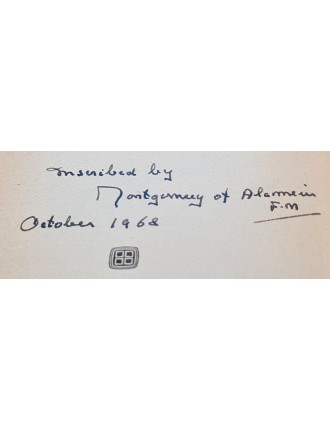 Inscribed by
Montgomery of Alamein
F.M
October 1968